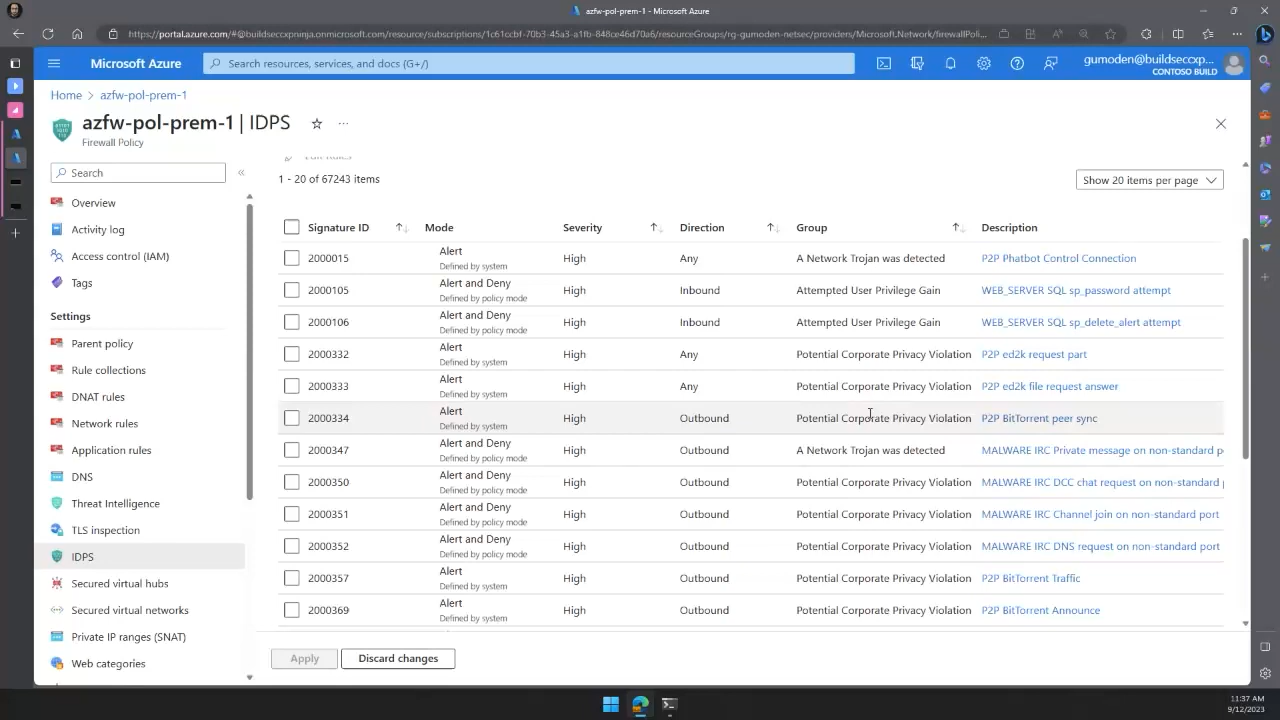 azfw-pol-prem-1 - Microsoft Azure
https://portal.azure.com/#@buildseccxpninja.onmicrosoft.com/resource/subscriptions/1c61ccbf-70b3-45a3-a1fb-848ce46d70a6/resourceGroups/rg-gumoden-netsec/providers/Microsoft.Network/firewallPoli...
Microsoft Azure
Search resources, services, and docs (G+/)
gumoden@buildseccxp...
CONTOSO BUILD
Home > azfw-pol-prem-1
azfw-pol-prem-1 | IDPS
Firewall Policy
Search
Overview
Activity log
Access control (IAM)
Tags
Settings
Parent policy
Rule collections
DNAT rules
Network rules
Application rules
DNS
Threat Intelligence
TLS inspection
IDPS
Secured virtual hubs
Secured virtual networks
Private IP ranges (SNAT)
Web categories
1 - 20 of 67243 items
Show 20 items per page
Signature ID Mode Severity Direction Group Description
2000015 Alert Defined by system High Any A Network Trojan was detected P2P Phatbot Control Connection
2000105 Alert and Deny Defined by policy mode High Inbound Attempted User Privilege Gain WEB_SERVER SQL sp_password attempt
2000106 Alert and Deny Defined by policy mode High Inbound Attempted User Privilege Gain WEB_SERVER SQL sp_delete_alert attempt
2000332 Alert Defined by system High Any Potential Corporate Privacy Violation P2P ed2k request part
2000333 Alert Defined by system High Any Potential Corporate Privacy Violation P2P ed2k file request answer
2000334 Alert Defined by system High Outbound Potential Corporate Privacy Violation P2P BitTorrent peer sync
2000347 Alert and Deny Defined by policy mode High Outbound A Network Trojan was detected MALWARE IRC Private message on non-standard p
2000350 Alert and Deny Defined by policy mode High Outbound Potential Corporate Privacy Violation MALWARE IRC DCC chat request on non-standard
2000351 Alert and Deny Defined by policy mode High Outbound Potential Corporate Privacy Violation MALWARE IRC Channel join on non-standard port
2000352 Alert and Deny Defined by policy mode High Outbound Potential Corporate Privacy Violation MALWARE IRC DNS request on non-standard port
2000357 Alert Defined by system High Outbound Potential Corporate Privacy Violation P2P BitTorrent Traffic
2000369 Alert Defined by system High Outbound Potential Corporate Privacy Violation P2P BitTorrent Announce
Apply
Discard changes
11:37 AM
9/12/2023